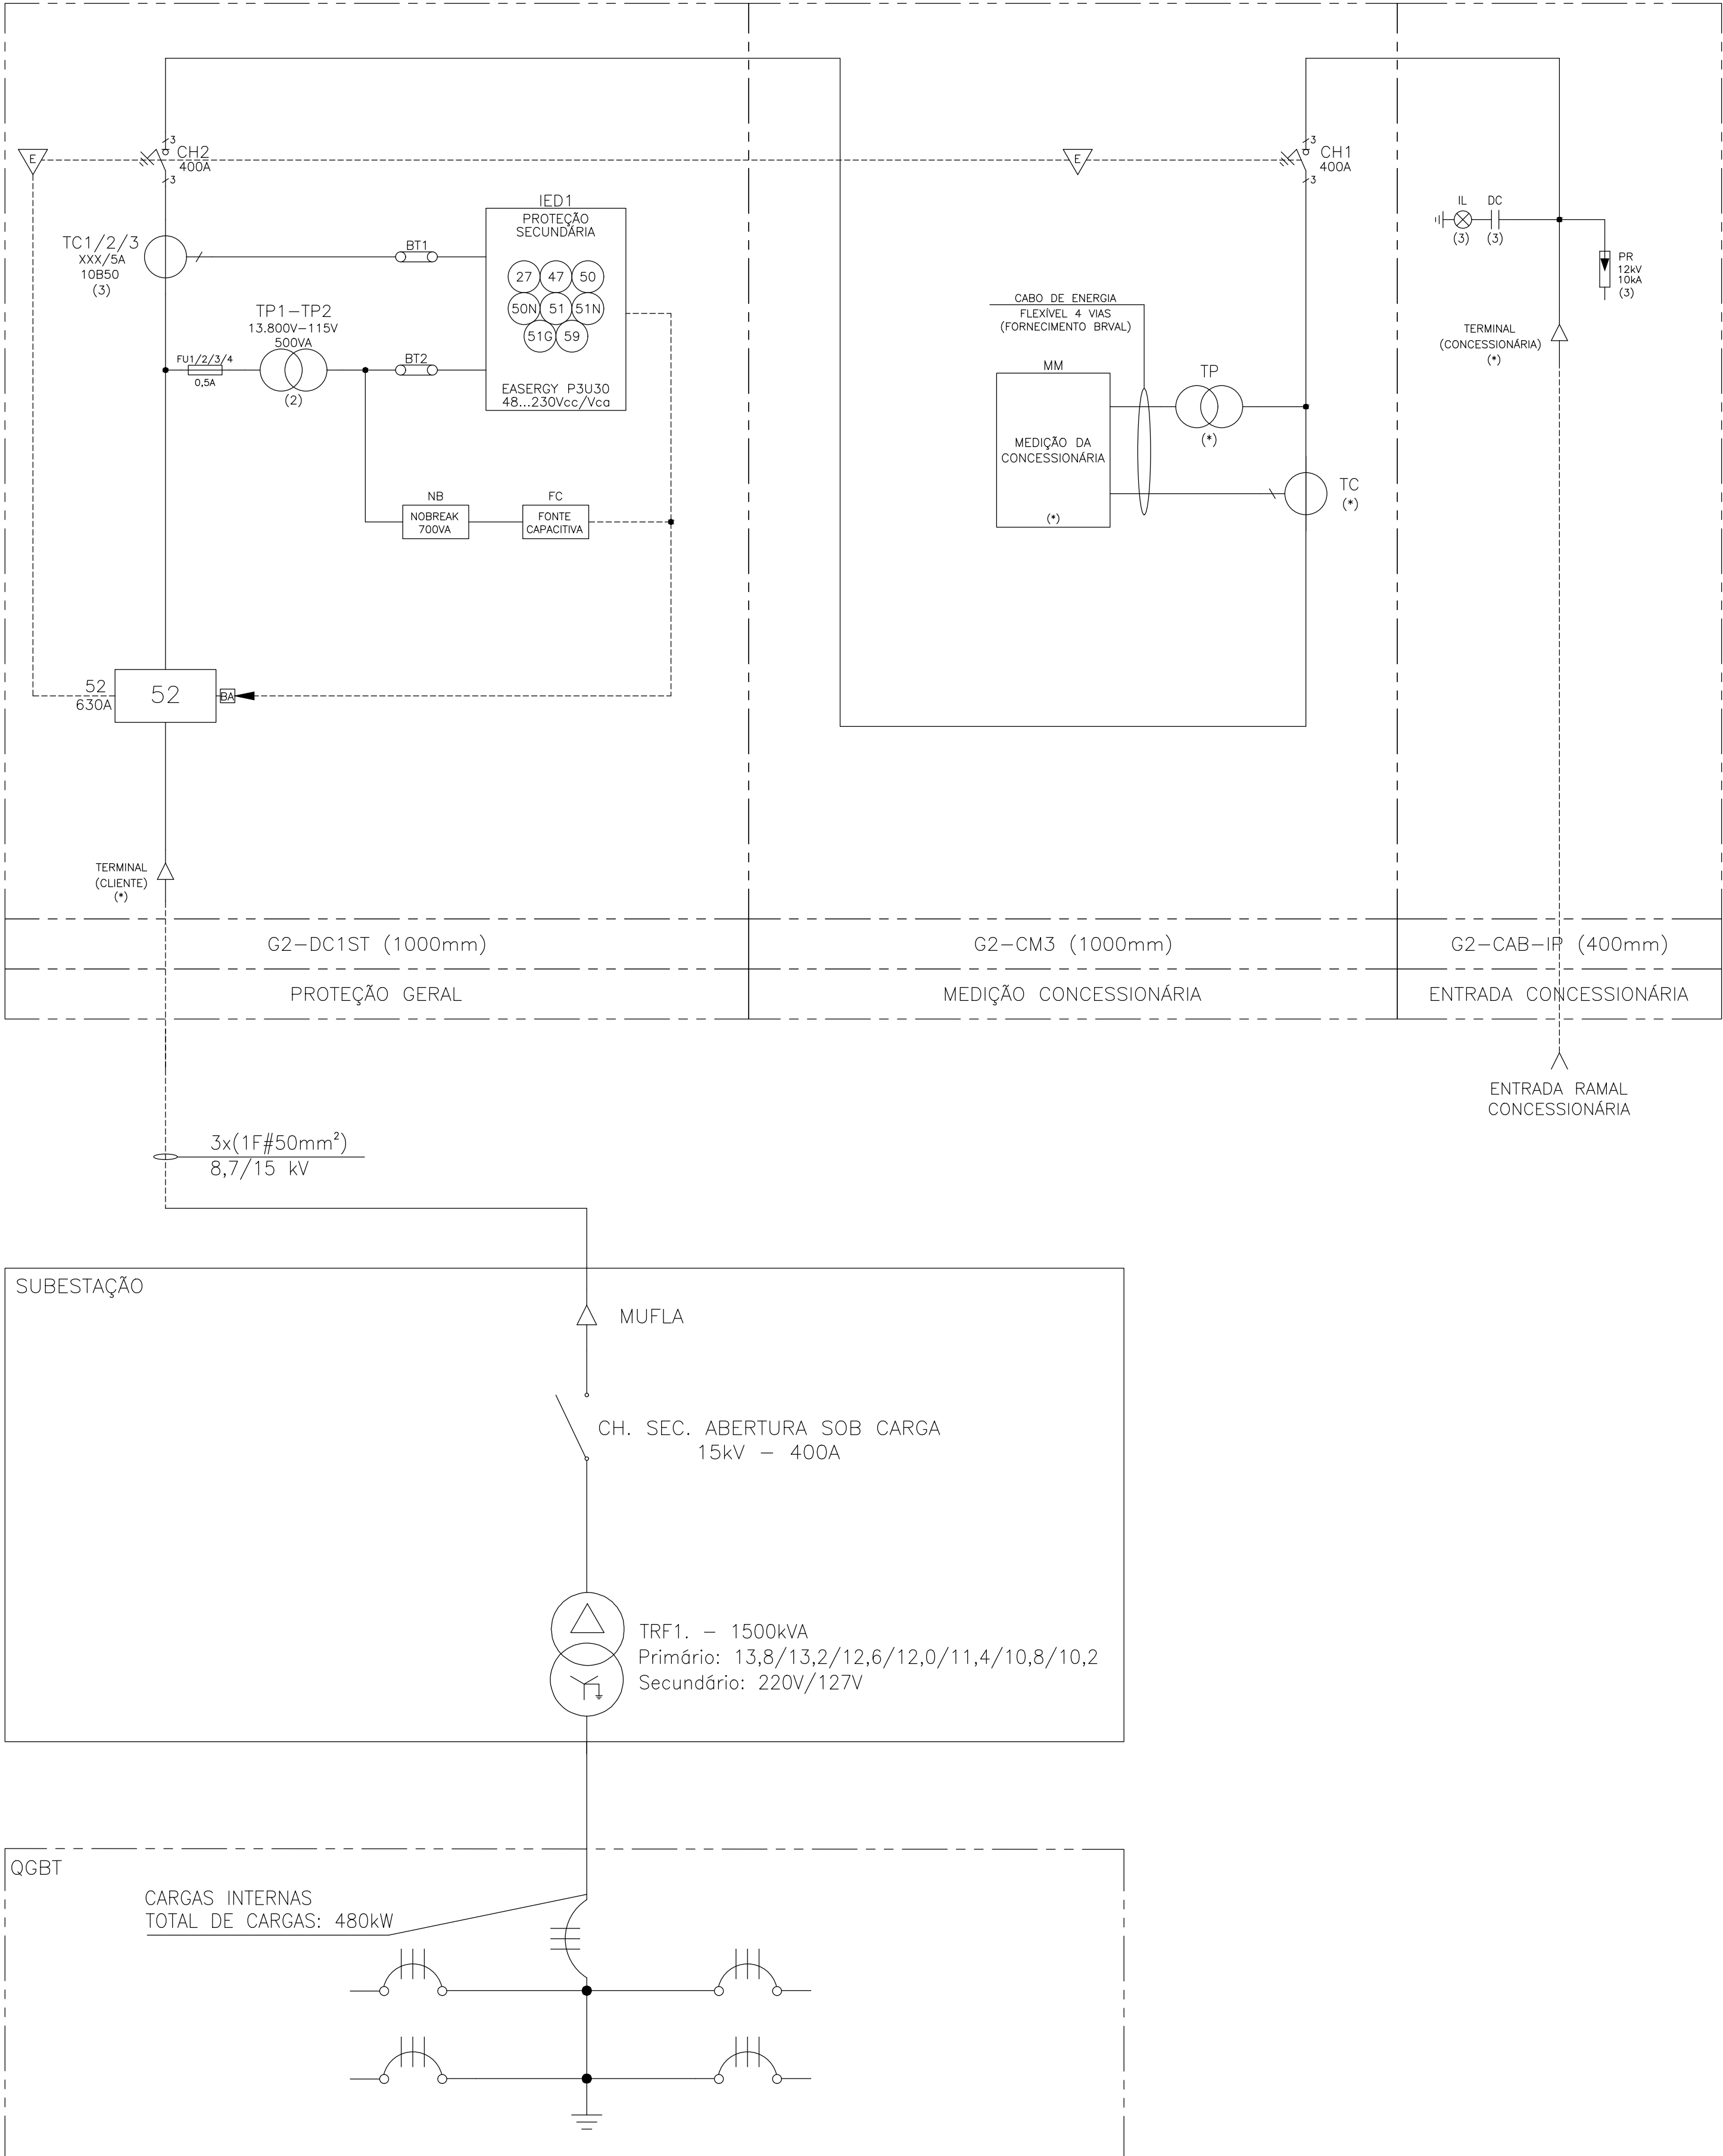 E
3
CH2
400A
3
E
3
CH1
400A
3
TC1/2/3
XXX/5A
10B50
(3)
BT1
IED1
PROTEÇÃO
SECUNDÁRIA
27 47 50
50N 51 51N
51G 59
EASERGY P3U30
48...230Vcc/Vca
TP1-TP2
13.800V-115V
500VA
(2)
FU1/2/3/4
0,5A
BT2
NB
NOBREAK
700VA
FC
FONTE
CAPACITIVA
52
630A
52
BA
TERMINAL
(CLIENTE)
(*)
CABO DE ENERGIA
FLEXÍVEL 4 VIAS
(FORNECIMENTO BRVAL)
MM
MEDIÇÃO DA
CONCESSIONÁRIA
(*)
TP
(*)
TC
(*)
IL DC
(3) (3)
PR
12kV
10kA
(3)
TERMINAL
(CONCESSIONÁRIA)
(*)
G2-DC1ST (1000mm)
G2-CM3 (1000mm)
G2-CAB-IP (400mm)
PROTEÇÃO GERAL
MEDIÇÃO CONCESSIONÁRIA
ENTRADA CONCESSIONÁRIA
ENTRADA RAMAL
CONCESSIONÁRIA
3x(1F#50mm²)
8,7/15 kV
SUBESTAÇÃO
MUFLA
CH. SEC. ABERTURA SOB CARGA
15kV - 400A
TRF1. - 1500kVA
Primário: 13,8/13,2/12,6/12,0/11,4/10,8/10,2
Secundário: 220V/127V
QGBT
CARGAS INTERNAS
TOTAL DE CARGAS: 480kW